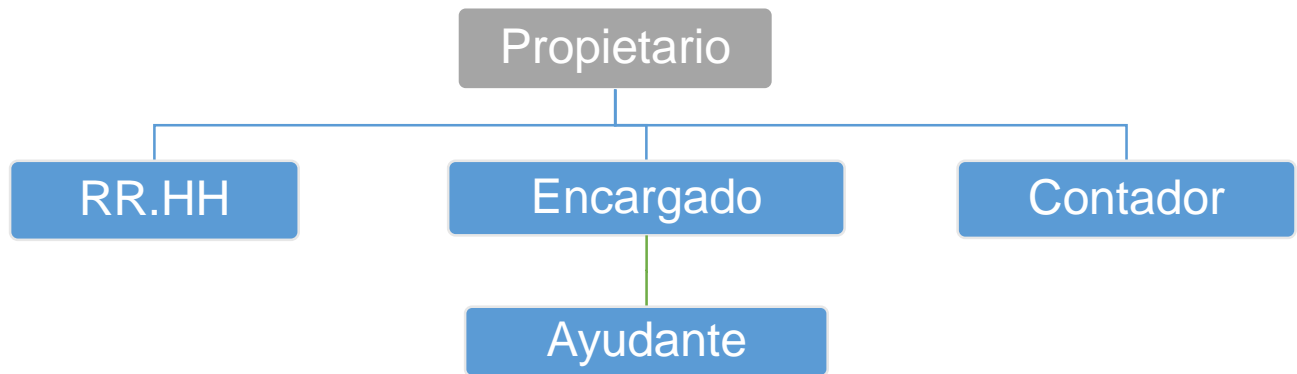 Propietario
RR.HH
Encargado
Contador
Ayudante